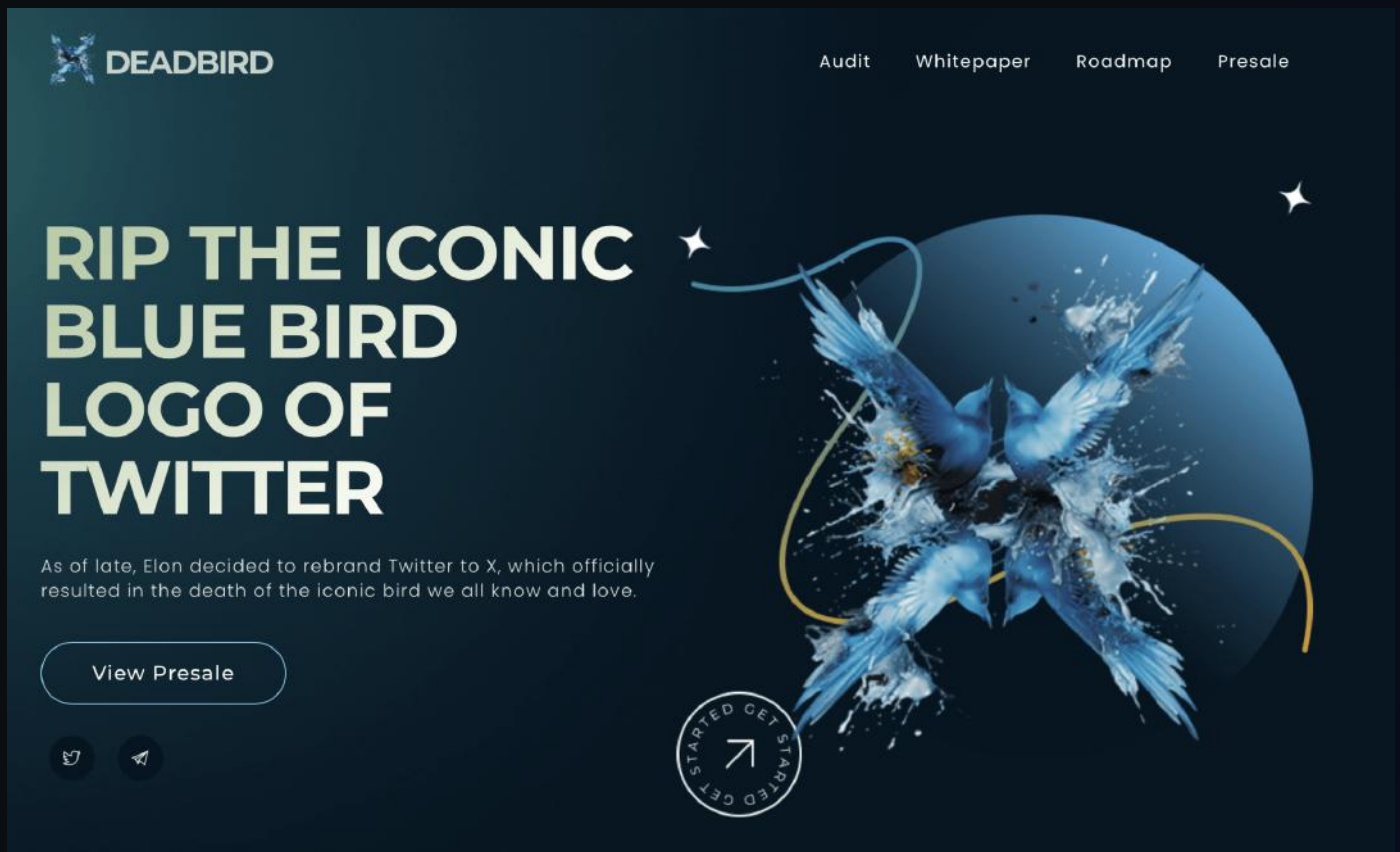 DEADBIRD
Audit
Whitepaper
Roadmap
Presale
RIP THE ICONIC
BLUE BIRD
LOGO OF
TWITTER
As of late, Elon decided to rebrand Twitter to X, which officially
resulted in the death of the iconic bird we all know and love.
View Presale
GET STARTED GET STARTED